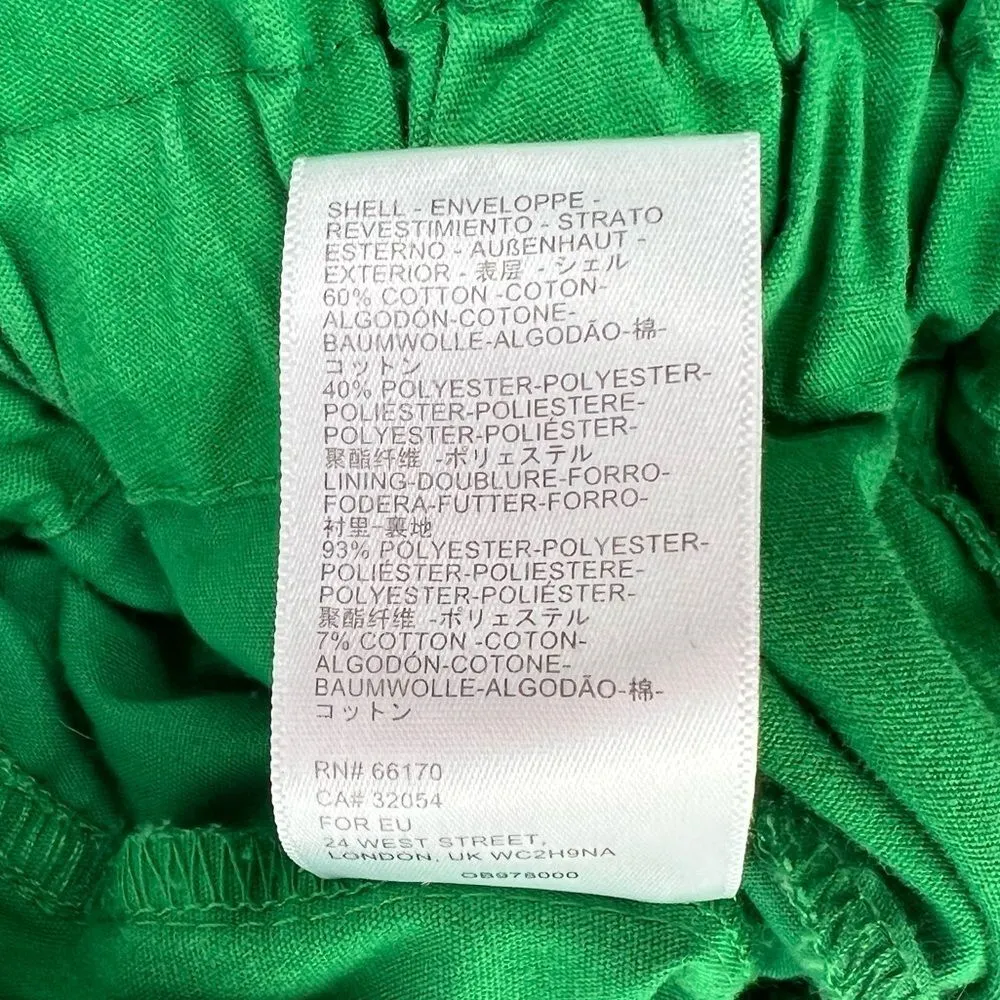 SHELL - ENVELOPPE -
REVESTIMIENTO - STRATO
ESTERNO - AUßENHAUT -
EXTERIOR - 表层 - シェル
60% COTTON -COTON-
ALGODÓN-COTONE-
BAUMWOLLE-ALGODÃO-棉-
コットン
40% POLYESTER-POLYESTER-
POLIÉSTER-POLIESTERE-
POLYESTER-POLIÉSTER-
聚酯纤维 -ポリェステル
LINING-DOUBLURE-FORRO-
FODERA-FUTTER-FORRO-
衬里-裏地
93% POLYESTER-POLYESTER-
POLIÉSTER-POLIESTERE-
POLYESTER-POLIÉSTER-
聚酯纤维 -ポリェステル
7% COTTON -COTON-
ALGODÓN-COTONE-
BAUMWOLLE-ALGODÃO-棉-
コットン
RN# 66170
CA# 32054
FOR EU
24 WEST STREET,
LONDON, UK WC2H9NA
OB978000